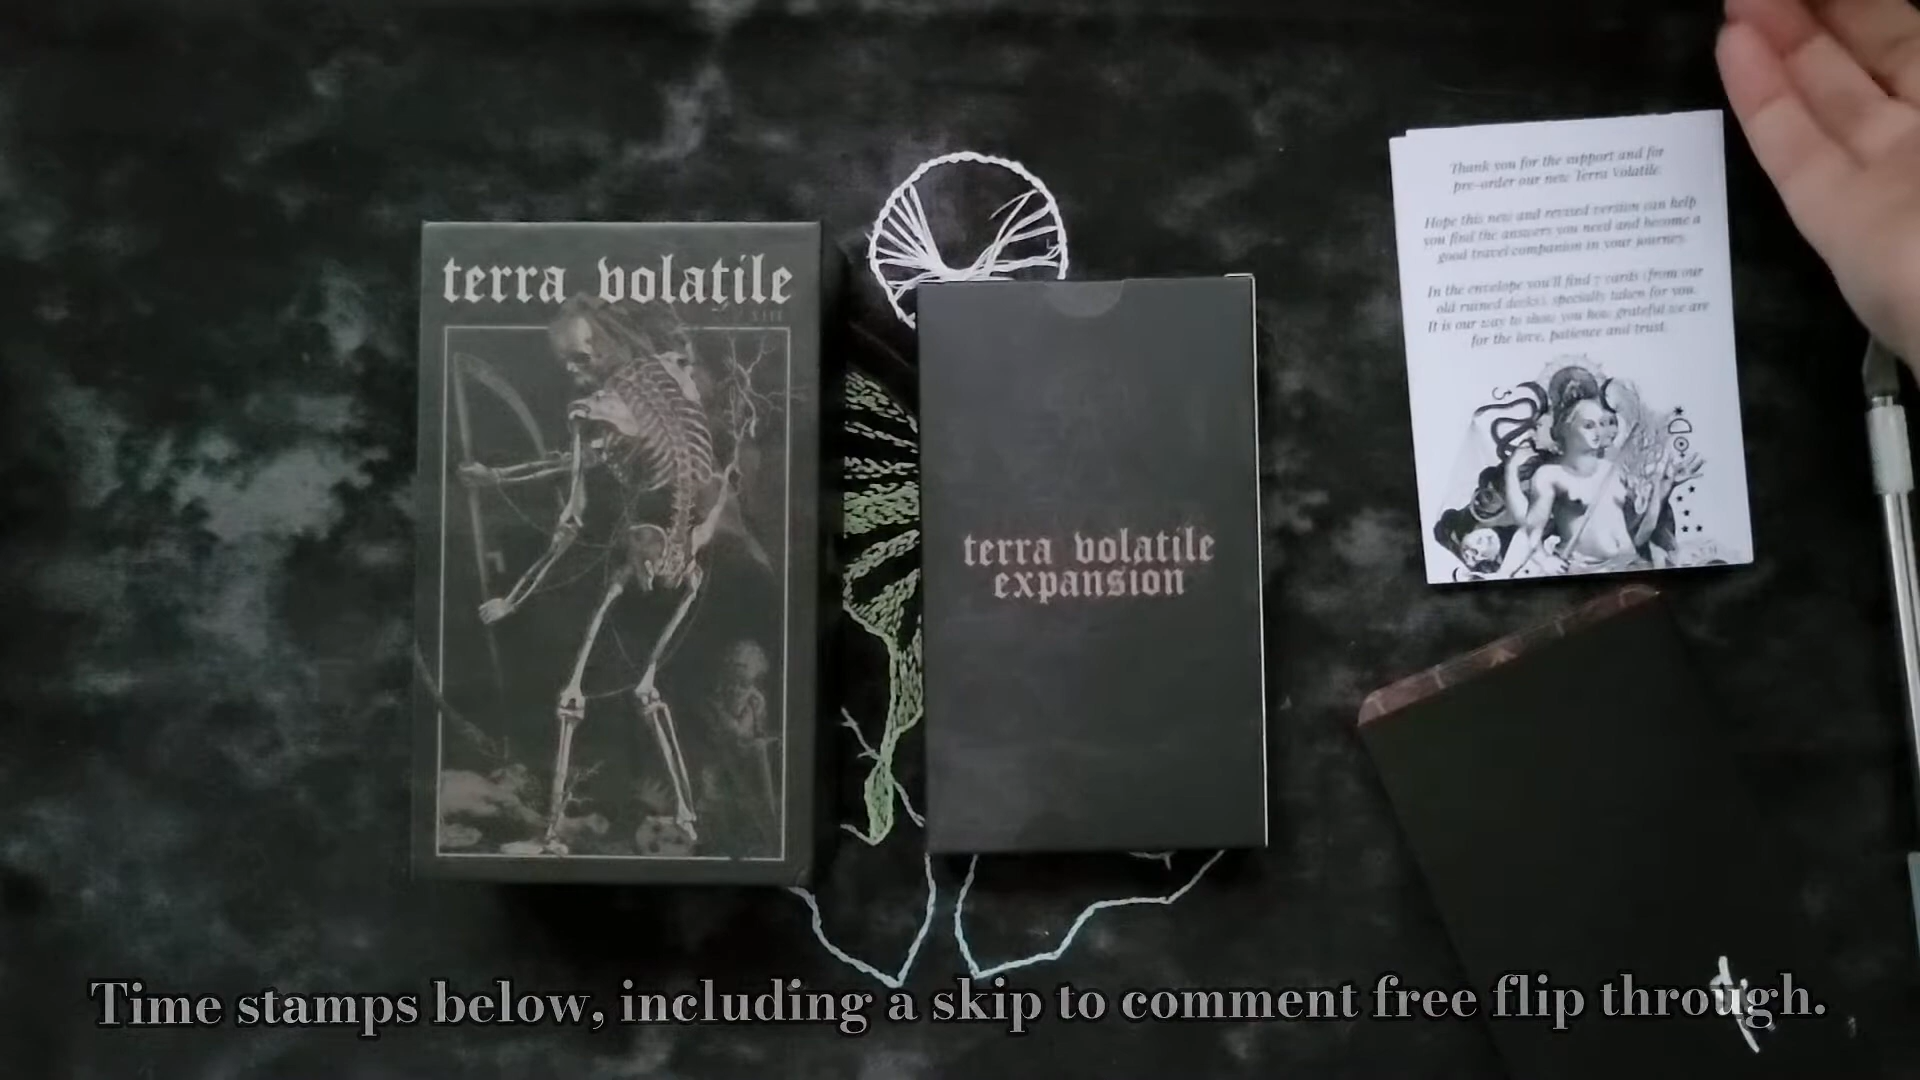 terra volatile
XIII
terra volatile
expansion
Thank you for the support and for
pre-order our new Terra Volatile.
Hope this new and revised version can help
you find the answers you need and become a
good travel companion in your journey.
In the envelope you'll find 7 cards (from our
old ruined decks), specially taken for you.
It is our way to show you how grateful we are
for the love, patience and trust.
Time stamps below, including a skip to comment free flip through.